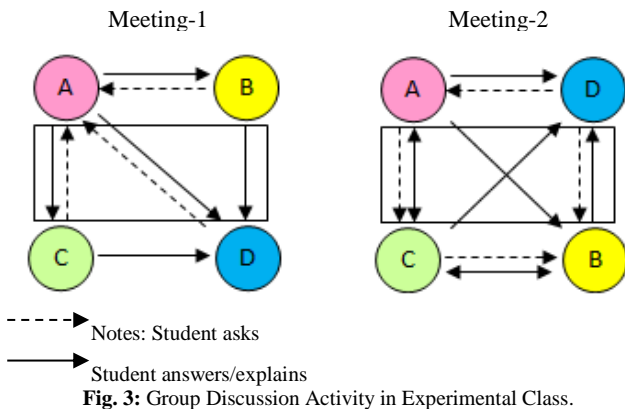 Meeting-1 Meeting-2
A B A D
C D C B
Notes: Student asks
Student answers/explains
Fig. 3: Group Discussion Activity in Experimental Class.